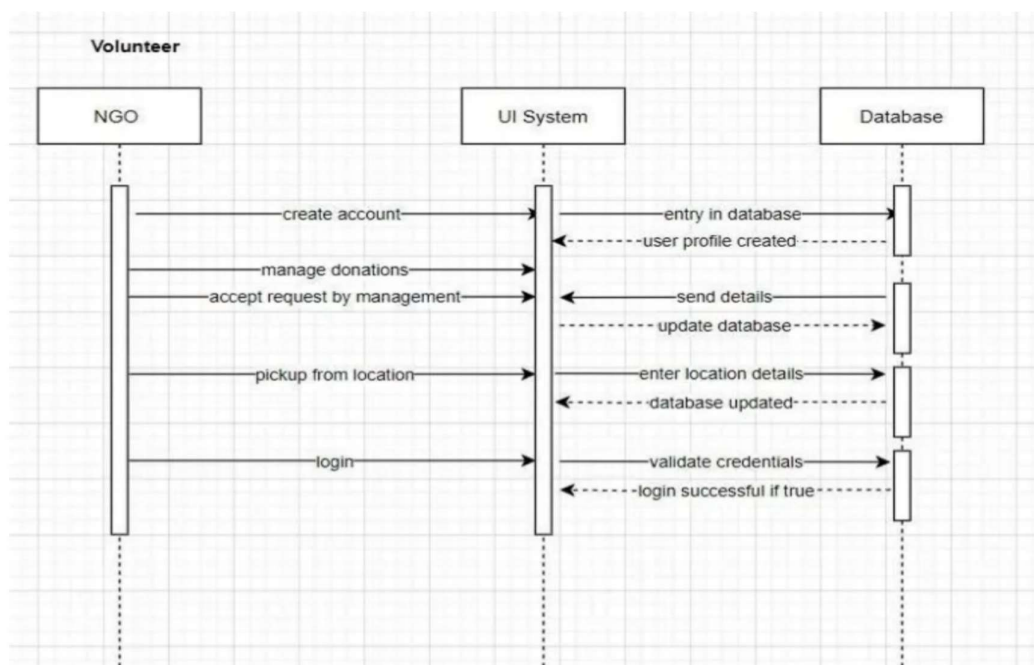 Volunteer
NGO
UI System
Database
create account
entry in database
user profile created
manage donations
accept request by management
send details
update database
pickup from location
enter location details
database updated
login
validate credentials
login successful if true